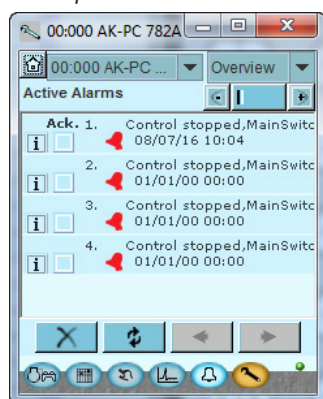 00:000 AK-PC 782A
00:000 AK-PC ... Overview
Active Alarms
Ack. 1. Control stopped,MainSwitc
i 08/07/16 10:04
2. Control stopped,MainSwitc
i 01/01/00 00:00
3. Control stopped,MainSwitc
i 01/01/00 00:00
4. Control stopped,MainSwitc
i 01/01/00 00:00